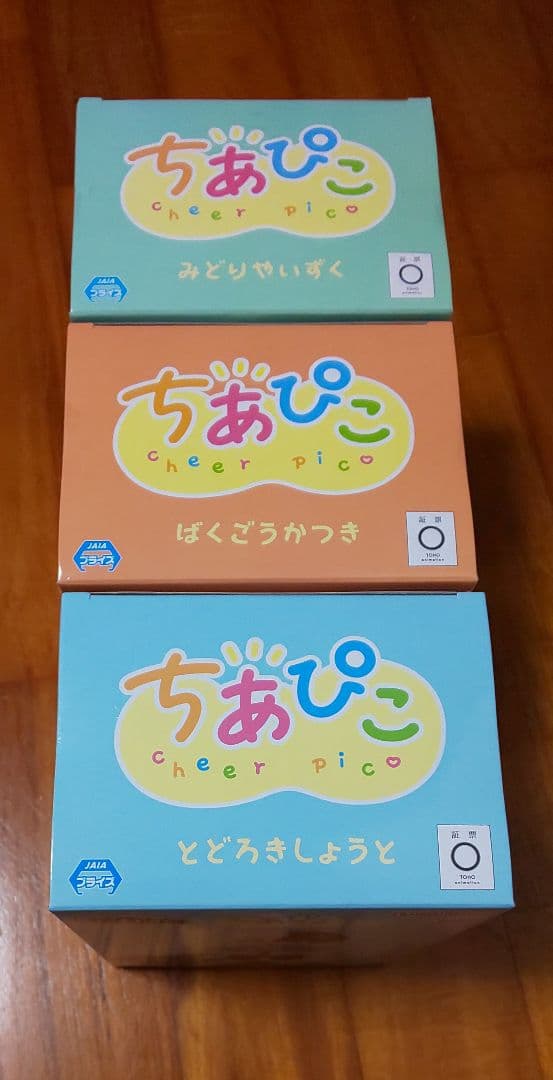 ちあぴこ
cheer pico
みどりやいずく
JAIA
プライズ
証票
TOHO
animation
ちあぴこ
cheer pico
ばくごうかつき
JAIA
プライズ
証票
TOHO
animation
ちあぴこ
cheer pico
とどろきしょうと
JAIA
プライズ
証票
TOHO
animation